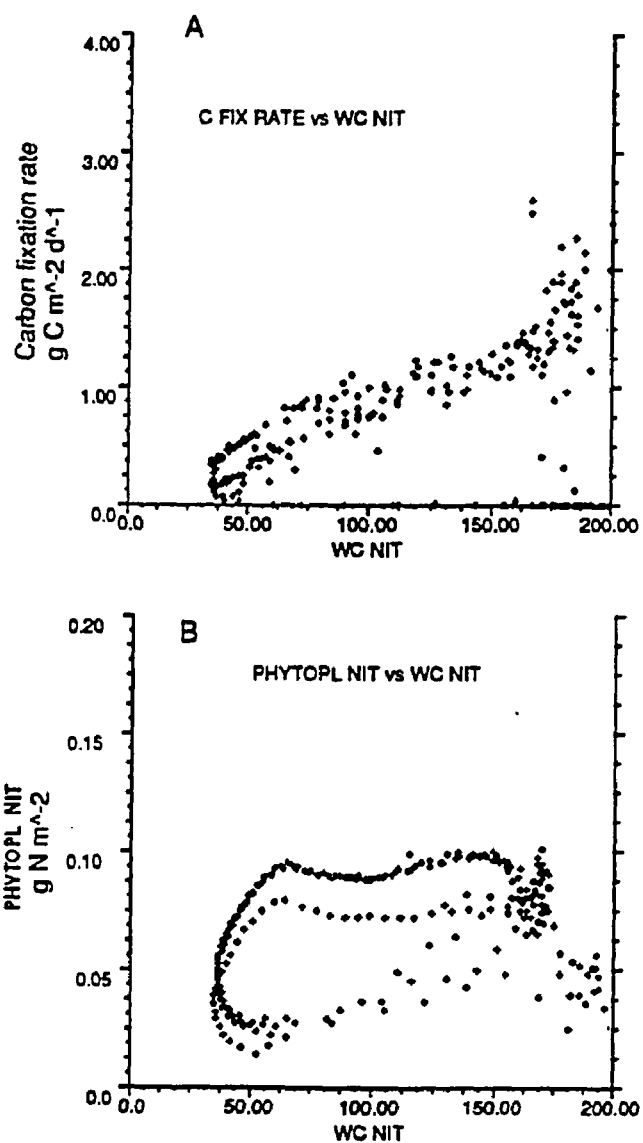 A
C FIX RATE vs WC NIT
Carbon fixation rate
g C m^-2 d^-1
4.00
3.00
2.00
1.00
0.0
0.0 50.00 100.00 150.00 200.00
WC NIT
B
PHYTOPL NIT vs WC NIT
PHYTOPL NIT
g N m^-2
0.20
0.15
0.10
0.05
0.0
0.0 50.00 100.00 150.00 200.00
WC NIT